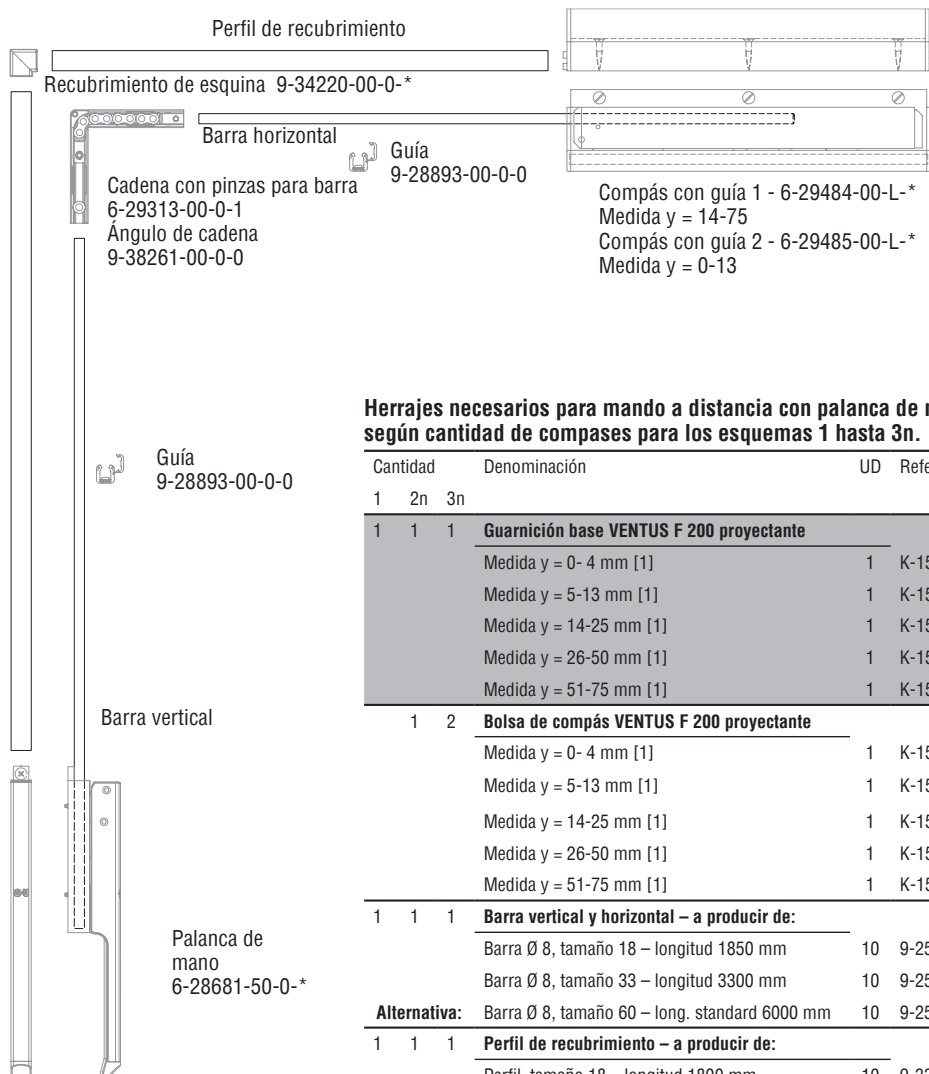 Perfil de recubrimiento
Recubrimiento de esquina 9-34220-00-0-*
Barra horizontal
Guía
9-28893-00-0-0
Cadena con pinzas para barra
6-29313-00-0-1
Ángulo de cadena
9-38261-00-0-0
Compás con guía 1 - 6-29484-00-L-*
Medida y = 14-75
Compás con guía 2 - 6-29485-00-L-*
Medida y = 0-13
Guía
9-28893-00-0-0
Barra vertical
Palanca de
mano
6-28681-50-0-*
Herrajes necesarios para mando a distancia con palanca de
según cantidad de compases para los esquemas 1 hasta 3n.
Cantidad Denominación UD
1 2n 3n
1 1 1 Guarnición base VENTUS F 200 proyectante
Medida y = 0- 4 mm [1] 1
Medida y = 5-13 mm [1] 1
Medida y = 14-25 mm [1] 1
Medida y = 26-50 mm [1] 1
Medida y = 51-75 mm [1] 1
1 2 Bolsa de compás VENTUS F 200 proyectante
Medida y = 0- 4 mm [1] 1
Medida y = 5-13 mm [1] 1
Medida y = 14-25 mm [1] 1
Medida y = 26-50 mm [1] 1
Medida y = 51-75 mm [1] 1
1 1 1 Barra vertical y horizontal – a producir de:
Barra Ø 8, tamaño 18 – longitud 1850 mm 10
Barra Ø 8, tamaño 33 – longitud 3300 mm 10
Alternativa: Barra Ø 8, tamaño 60 – long. standard 6000 mm 10
1 1 1 Perfil de recubrimiento – a producir de: